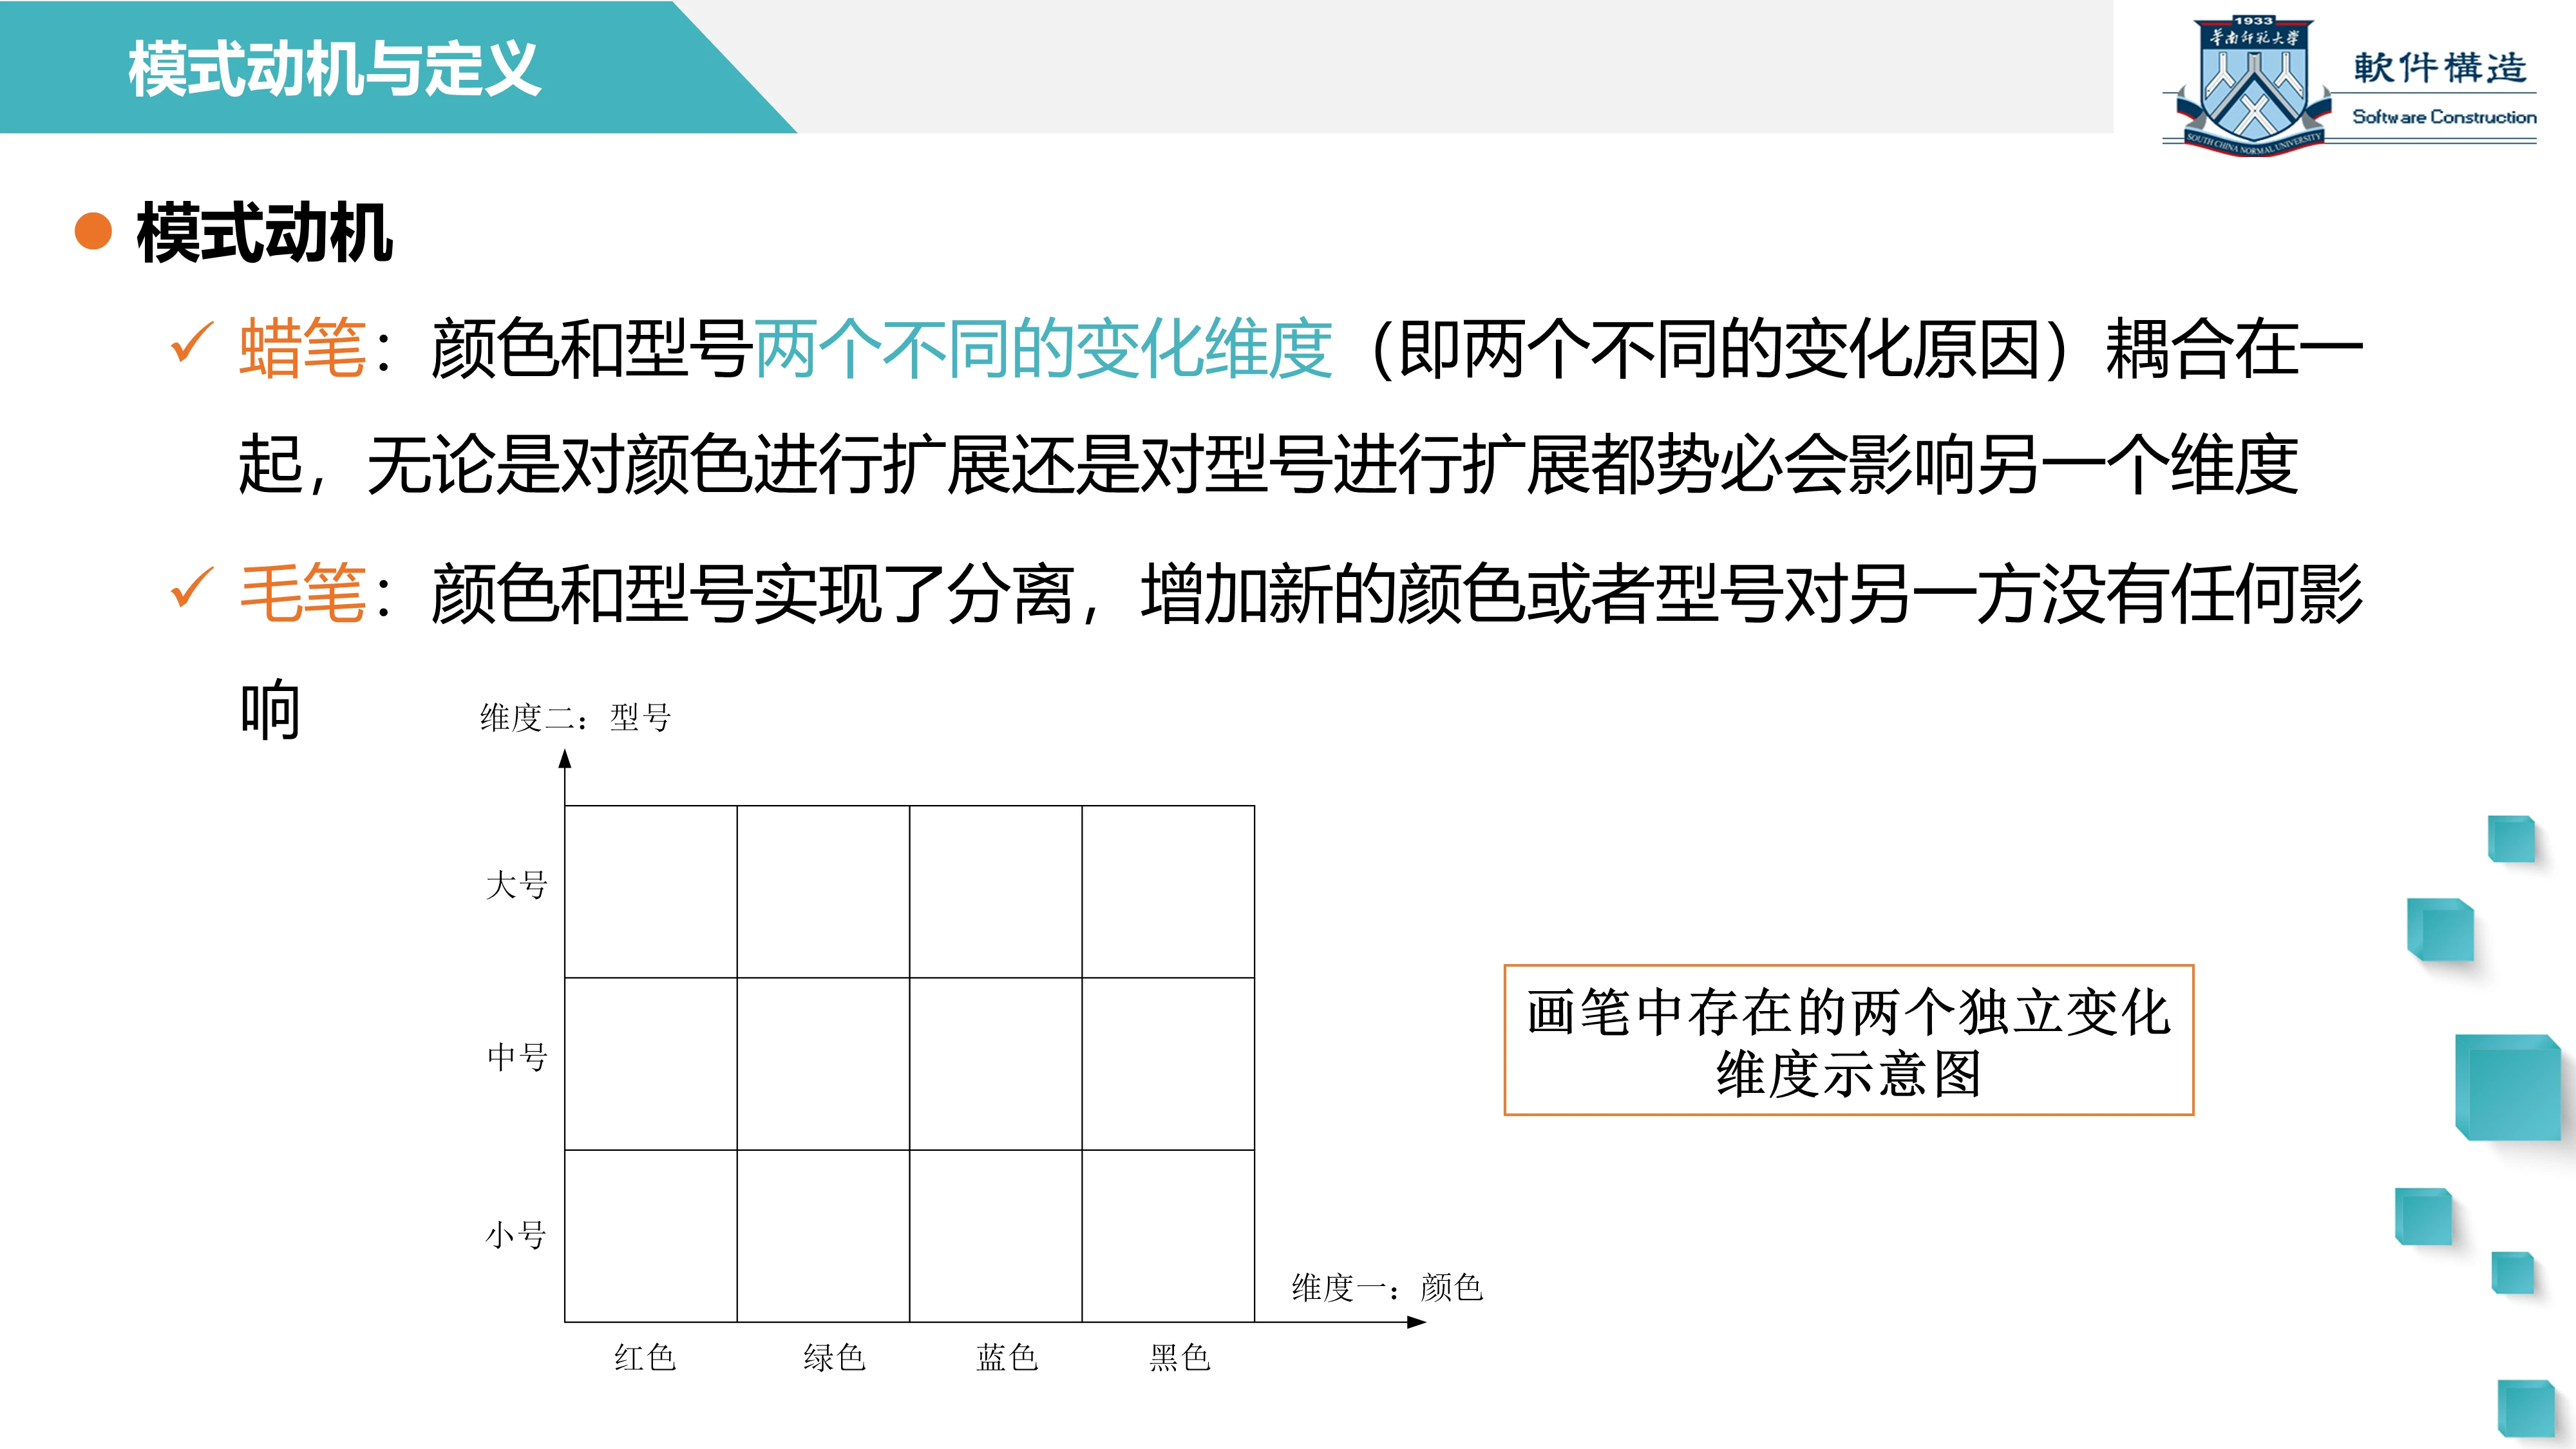 模式动机与定义
1933
华南师范大学
SOUTH CHINA NORMAL UNIVERSITY
軟件構造
Software Construction
模式动机
蜡笔：颜色和型号两个不同的变化维度（即两个不同的变化原因）耦合在一
起，无论是对颜色进行扩展还是对型号进行扩展都势必会影响另一个维度
毛笔：颜色和型号实现了分离，增加新的颜色或者型号对另一方没有任何影
响
维度二：型号
大号
中号
小号
维度一：颜色
红色 绿色 蓝色 黑色
画笔中存在的两个独立变化
维度示意图